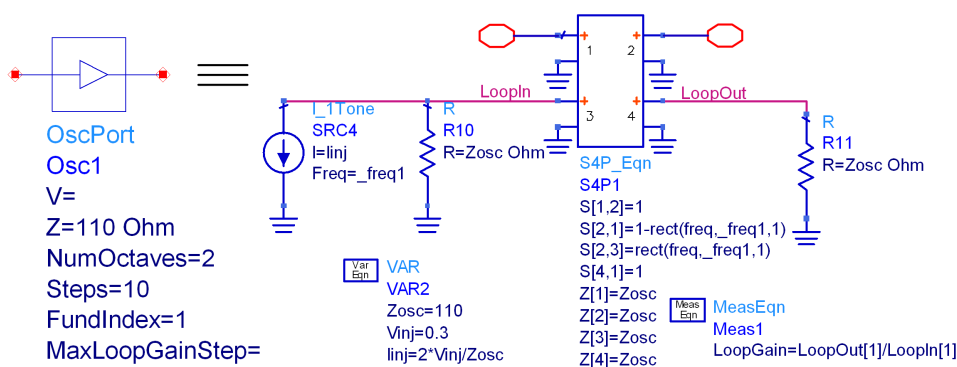 OscPort
Osc1
V=
Z=110 Ohm
NumOctaves=2
Steps=10
FundIndex=1
MaxLoopGainStep=
LoopIn
I_1Tone
SRC4
I=Iinj
Freq=_freq1
R
R10
R=Zosc Ohm
1
2
3
4
LoopOut
R
R11
R=Zosc Ohm
S4P_Eqn
S4P1
S[1,2]=1
S[2,1]=1-rect(freq,_freq1,1)
S[2,3]=rect(freq,_freq1,1)
S[4,1]=1
Z[1]=Zosc
Z[2]=Zosc
Z[3]=Zosc
Z[4]=Zosc
Var
Eqn
VAR
VAR2
Zosc=110
Vinj=0.3
Iinj=2*Vinj/Zosc
Meas
Eqn
MeasEqn
Meas1
LoopGain=LoopOut[1]/LoopIn[1]